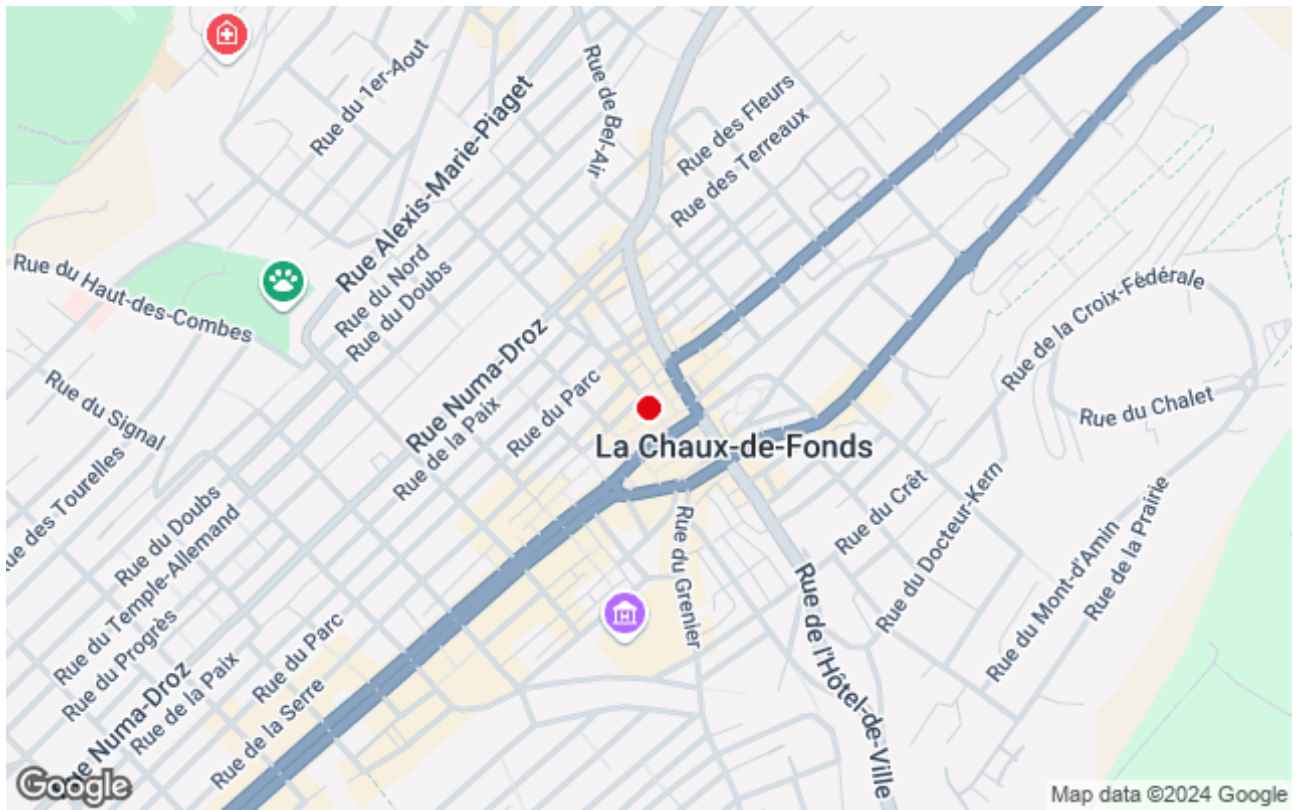 Rue du 1er-Aout
Rue Alexis-Marie-Piaget
Rue de Bel-Air
Rue des Fleurs
Rue des Terreaux
Rue du Haut-des-Combes
Rue du Nord
Rue du Doubs
Rue de la Croix-Fédérale
Rue du Signal
Rue Numa-Droz
Rue de la Paix
Rue du Parc
Rue du Chalet
La Chaux-de-Fonds
Rue des Tourelles
Rue du Doubs
Rue du Temple-Allemand
Rue du Progrès
Rue Numa-Droz
Rue de la Paix
Rue du Parc
Rue de la Serre
Rue du Grenier
Rue du Crêt
Rue du Docteur-Kern
Rue du Mont-d'Amin
Rue de la Prairie
Rue de l'Hôtel-de-Ville
H
Google
Map data ©2024 Google